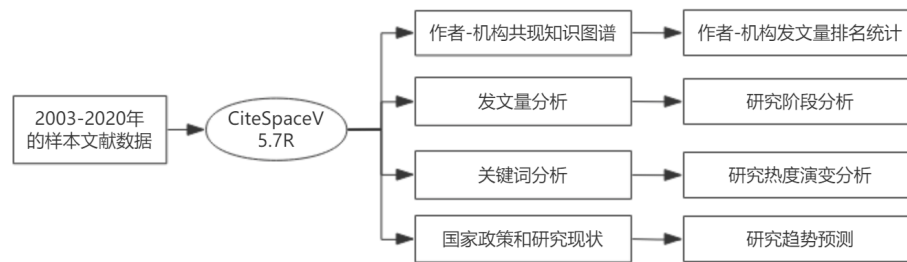 作者-机构共现知识图谱
作者-机构发文量排名统计
发文量分析
研究阶段分析
2003-2020年
的样本文献数据
CiteSpaceV
5.7R
关键词分析
研究热度演变分析
国家政策和研究现状
研究趋势预测